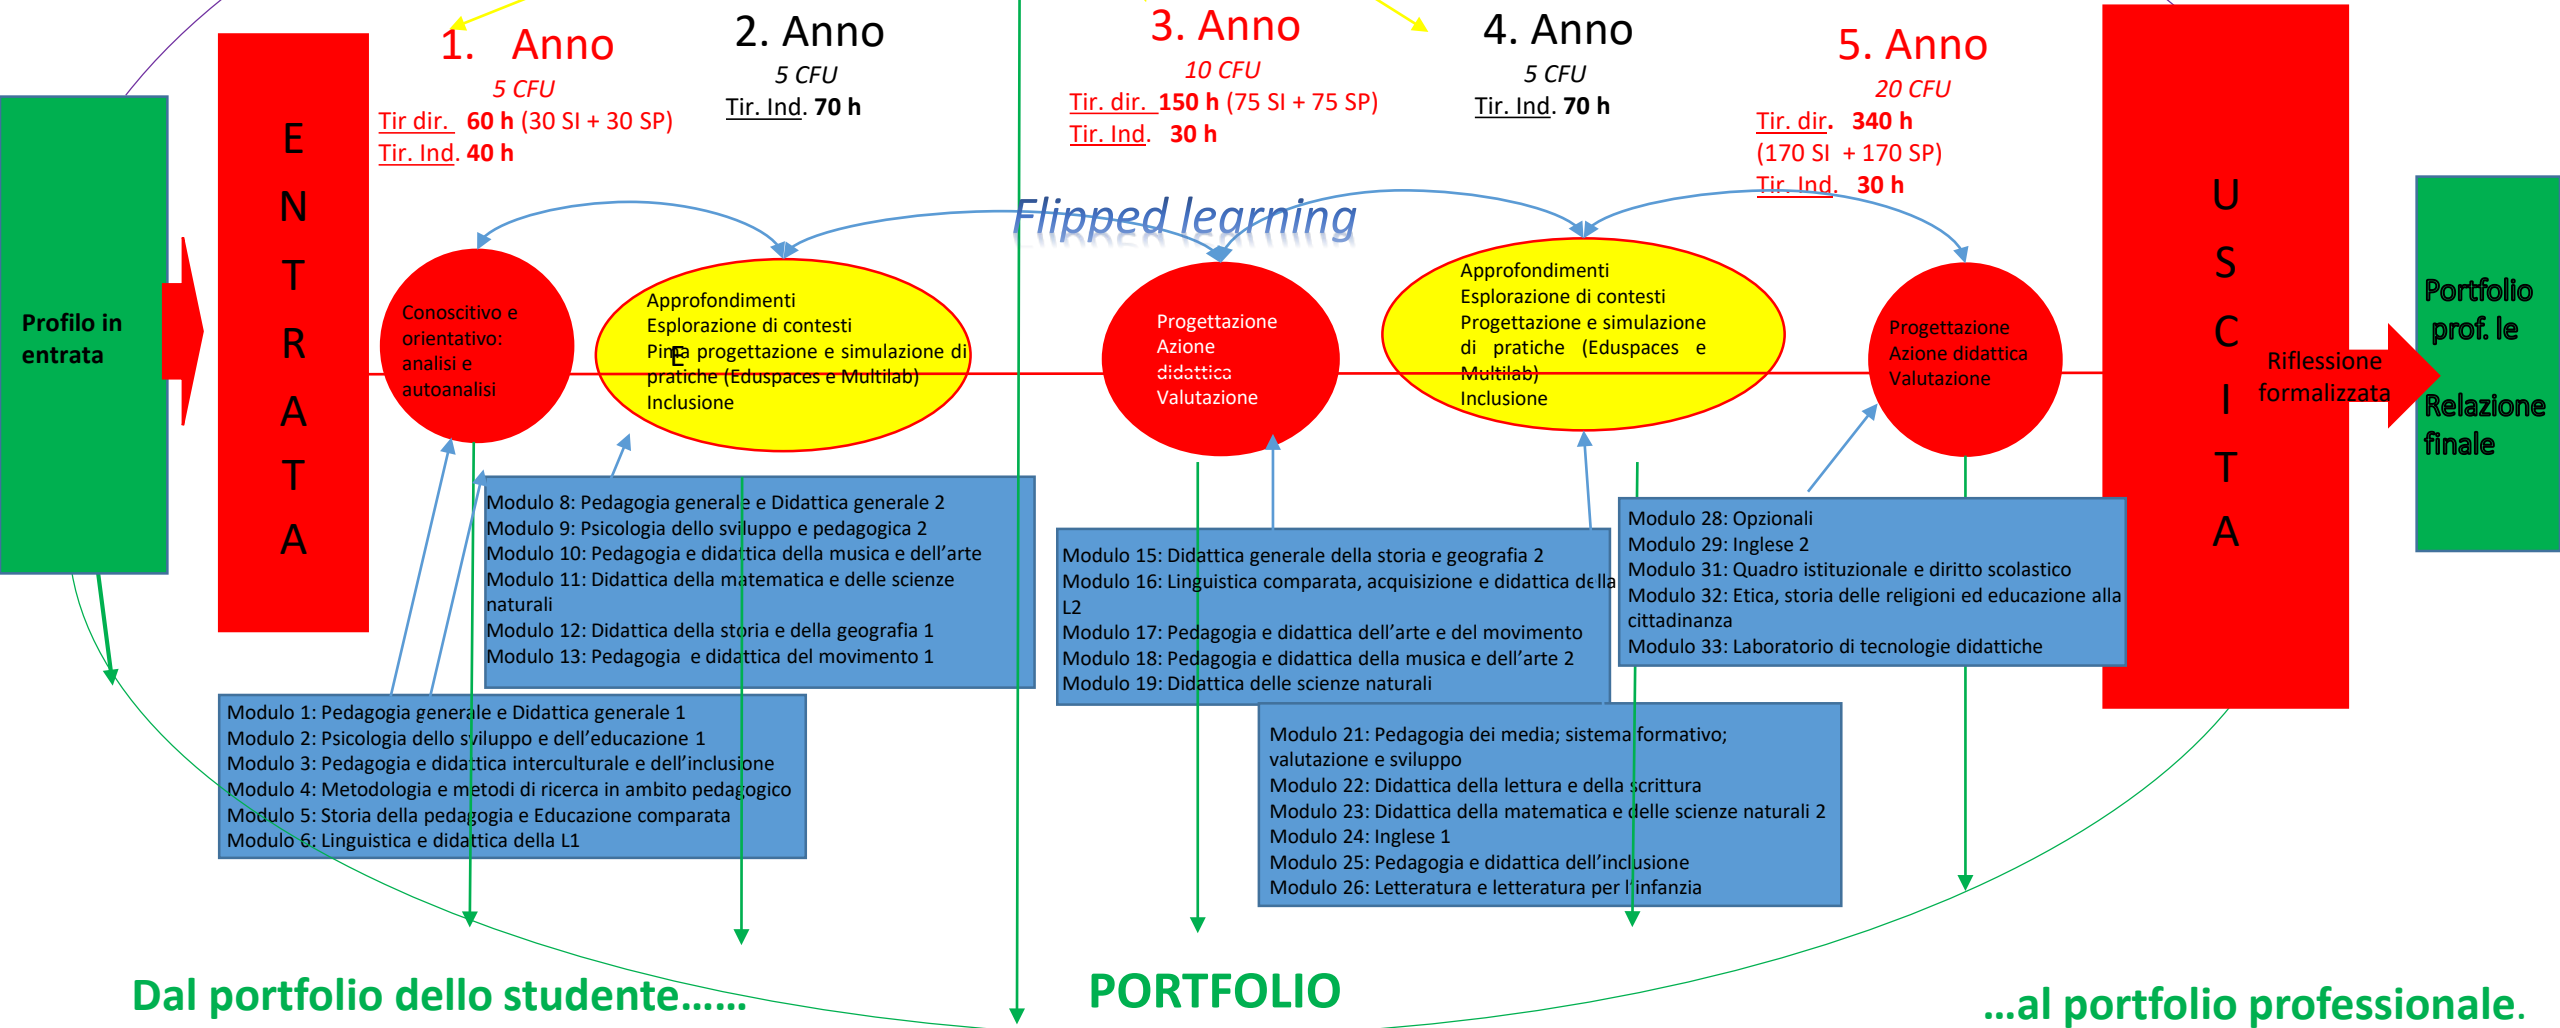 1. Anno
5 CFU
Tir dir. 60 h (30 SI + 30 SP)
Tir. Ind. 40 h
2. Anno
5 CFU
Tir. Ind. 70 h
3. Anno
10 CFU
Tir. dir. 150 h (75 SI + 75 SP)
Tir. Ind. 30 h
4. Anno
5 CFU
Tir. Ind. 70 h
5. Anno
20 CFU
Tir. dir. 340 h
(170 SI + 170 SP)
Tir. Ind. 30 h
Profilo in
entrata
E
N
T
R
A
T
A
Flipped learning
Conoscitivo e
orientativo:
analisi e
autoanalisi
Approfondimenti
Esplorazione di contesti
Pima progettazione e simulazione di
pratiche (Eduspaces e Multilab)
Inclusione
E
Progettazione
Azione
didattica
Valutazione
Approfondimenti
Esplorazione di contesti
Progettazione e simulazione
di pratiche (Eduspaces e
Multilab)
Inclusione
Progettazione
Azione didattica
Valutazione
U
S
C
I
T
A
Riflessione
formalizzata
Portfolio
prof. le
Relazione
finale
Modulo 8: Pedagogia generale e Didattica generale 2
Modulo 9: Psicologia dello sviluppo e pedagogica 2
Modulo 10: Pedagogia e didattica della musica e dell'arte
Modulo 11: Didattica della matematica e delle scienze
naturali
Modulo 12: Didattica della storia e della geografia 1
Modulo 13: Pedagogia e didattica del movimento 1
Modulo 15: Didattica generale della storia e geografia 2
Modulo 16: Linguistica comparata, acquisizione e didattica della
L2
Modulo 17: Pedagogia e didattica dell'arte e del movimento
Modulo 18: Pedagogia e didattica della musica e dell'arte 2
Modulo 19: Didattica delle scienze naturali
Modulo 28: Opzionali
Modulo 29: Inglese 2
Modulo 31: Quadro istituzionale e diritto scolastico
Modulo 32: Etica, storia delle religioni ed educazione alla
cittadinanza
Modulo 33: Laboratorio di tecnologie didattiche
Modulo 1: Pedagogia generale e Didattica generale 1
Modulo 2: Psicologia dello sviluppo e dell'educazione 1
Modulo 3: Pedagogia e didattica interculturale e dell'inclusione
Modulo 4: Metodologia e metodi di ricerca in ambito pedagogico
Modulo 5: Storia della pedagogia e Educazione comparata
Modulo 6: Linguistica e didattica della L1
Modulo 21: Pedagogia dei media; sistema formativo;
valutazione e sviluppo
Modulo 22: Didattica della lettura e della scrittura
Modulo 23: Didattica della matematica e delle scienze naturali 2
Modulo 24: Inglese 1
Modulo 25: Pedagogia e didattica dell'inclusione
Modulo 26: Letteratura e letteratura per l'infanzia
Dal portfolio dello studente......
PORTFOLIO
...al portfolio professionale.